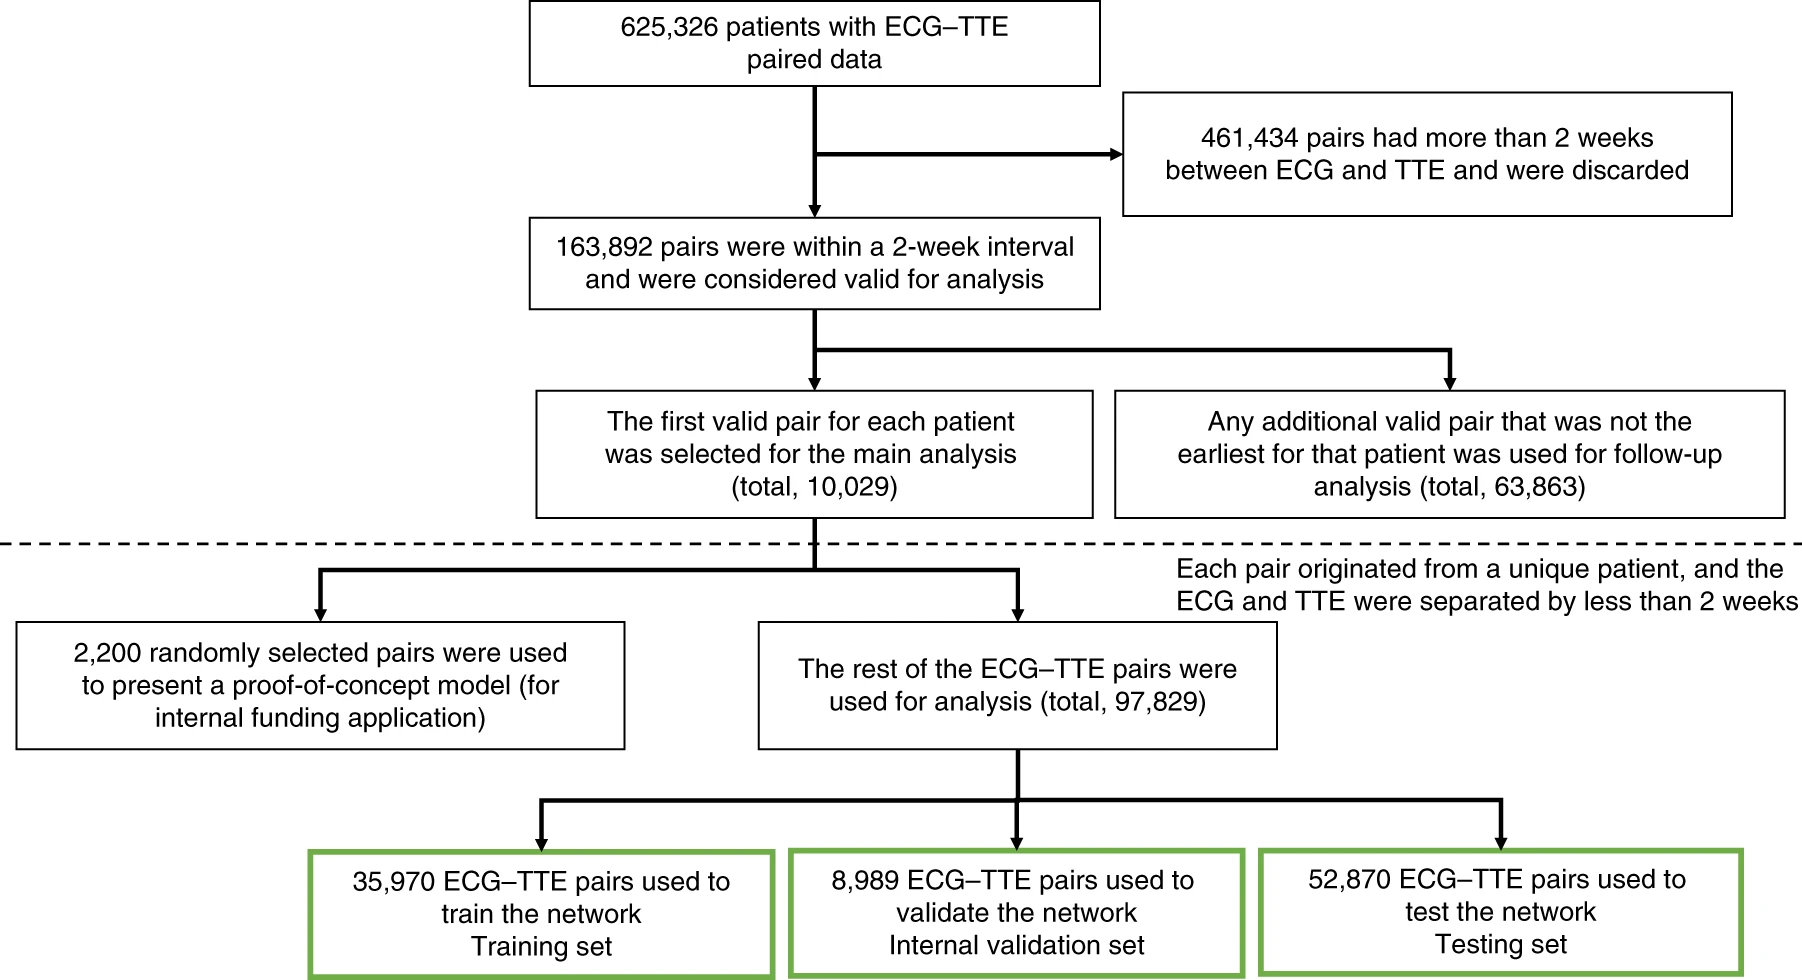 625,326 patients with ECG–TTE
paired data
461,434 pairs had more than 2 weeks
between ECG and TTE and were discarded
163,892 pairs were within a 2-week interval
and were considered valid for analysis
The first valid pair for each patient
was selected for the main analysis
(total, 10,029)
Any additional valid pair that was not the
earliest for that patient was used for follow-up
analysis (total, 63,863)
Each pair originated from a unique patient, and the
ECG and TTE were separated by less than 2 weeks
2,200 randomly selected pairs were used
to present a proof-of-concept model (for
internal funding application)
The rest of the ECG–TTE pairs were
used for analysis (total, 97,829)
35,970 ECG–TTE pairs used to
train the network
Training set
8,989 ECG–TTE pairs used to
validate the network
Internal validation set
52,870 ECG–TTE pairs used to
test the network
Testing set